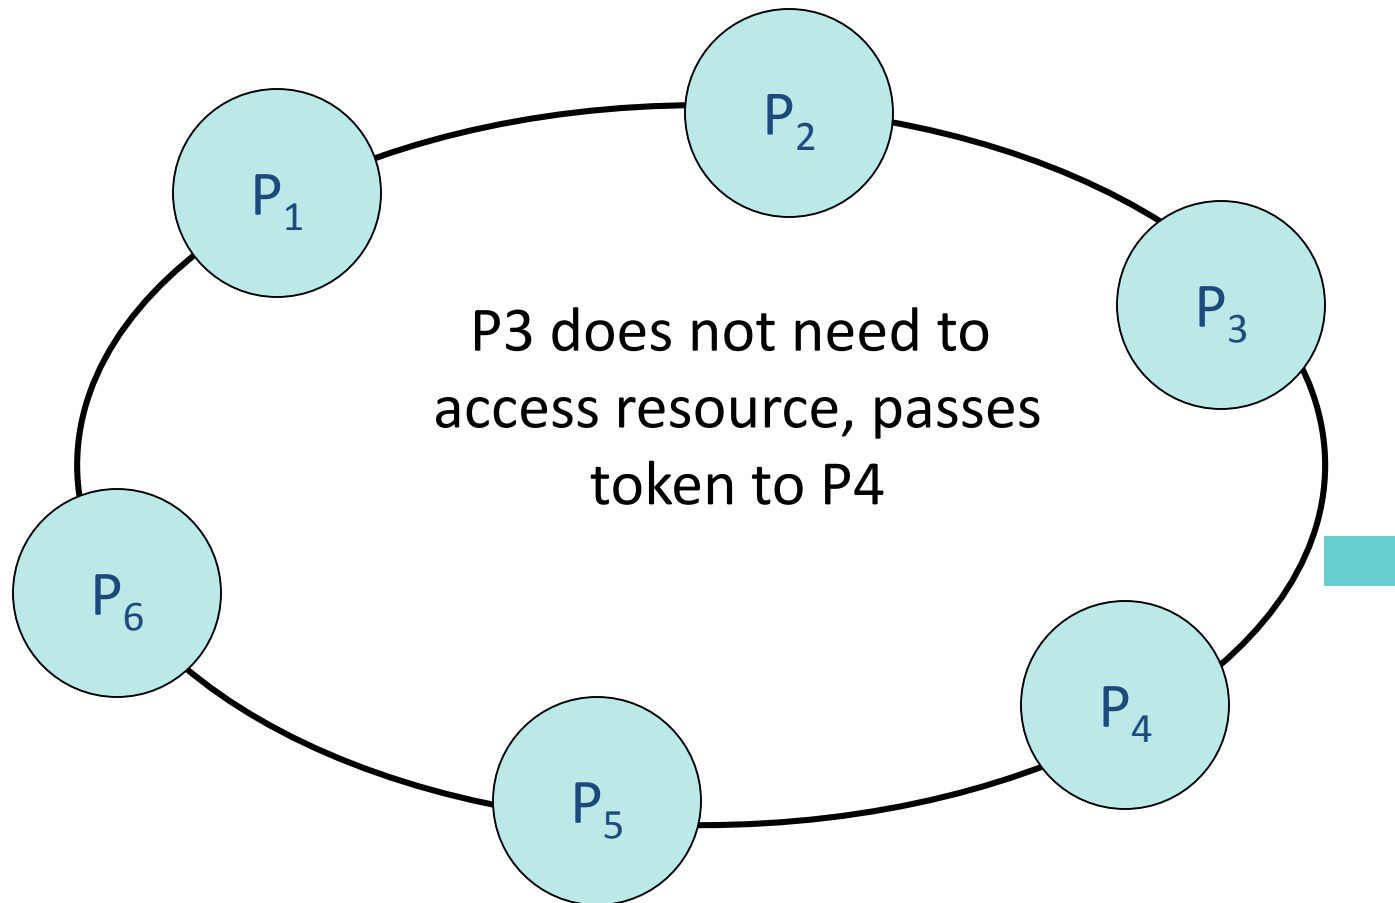 P₂
P₁
P₃
P3 does not need to
access resource, passes
token to P4
P₆
P₄
P₅